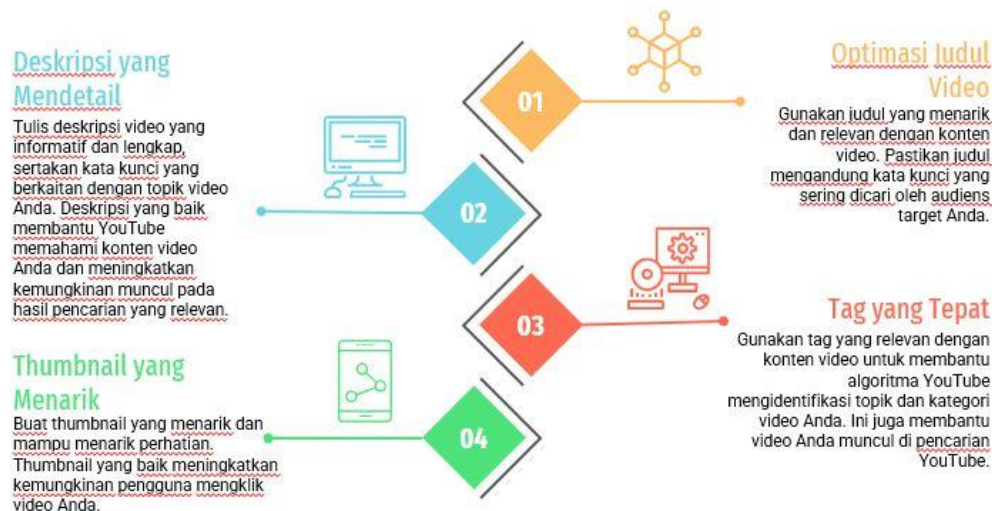 01
Optimasi Judul
Video
Gunakan judul yang menarik
dan relevan dengan konten
video. Pastikan judul
mengandung kata kunci yang
sering dicari oleh audiens
target Anda.
02
Deskripsi yang
Mendetail
Tulis deskripsi video yang
informatif dan lengkap,
sertakan kata kunci yang
berkaitan dengan topik video
Anda. Deskripsi yang baik
membantu YouTube
memahami konten video
Anda dan meningkatkan
kemungkinan muncul pada
hasil pencarian yang relevan.
03
Tag yang Tepat
Gunakan tag yang relevan dengan
konten video untuk membantu
algoritma YouTube
mengidentifikasi topik dan kategori
video Anda. Ini juga membantu
video Anda muncul di pencarian
YouTube.
04
Thumbnail yang
Menarik
Buat thumbnail yang menarik dan
mampu menarik perhatian.
Thumbnail yang baik meningkatkan
kemungkinan pengguna mengklik
video Anda.